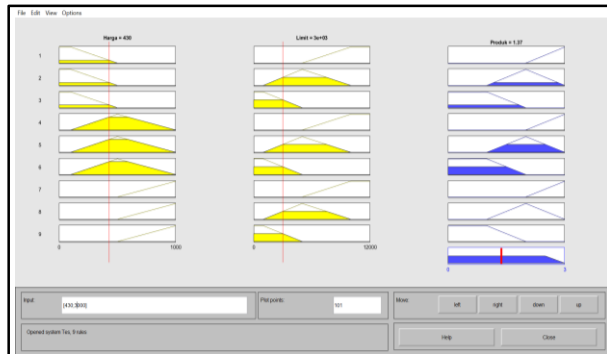 File Edit View Options
Harga = 430
Limit = 3e+03
Produk = 1.37
1
2
3
4
5
6
7
8
9
0 1000
0 12000
0 3
Input:
[430,3000]
Plot points:
101
Move:
left
right
down
up
Opened system Tes, 9 rules
Help
Close